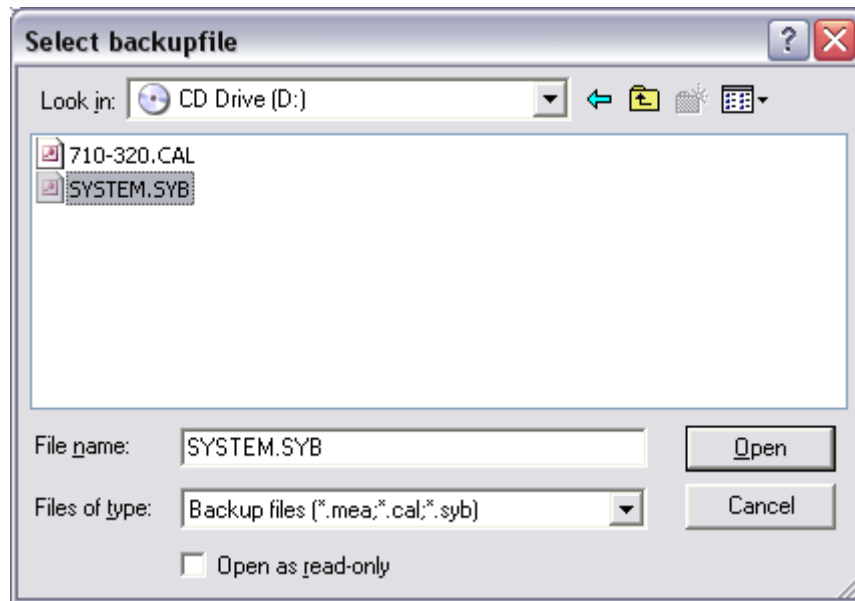 Select backupfile
Look in: CD Drive (D:)
710-320.CAL
SYSTEM.SYB
File name: SYSTEM.SYB Open
Files of type: Backup files (*.mea;*.cal;*.syb) Cancel
Open as read-only